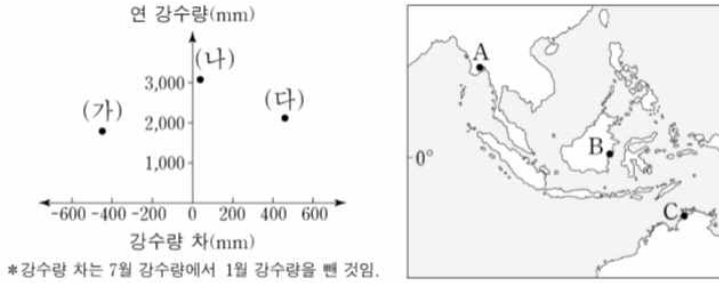 연 강수량(mm)
(나)
3,000
(가)
(다)
2,000
1,000
-600 -400 -200 0 200 400 600
강수량 차(mm)
*강수량 차는 7월 강수량에서 1월 강수량을 뺀 것임.
A
B
0°
C